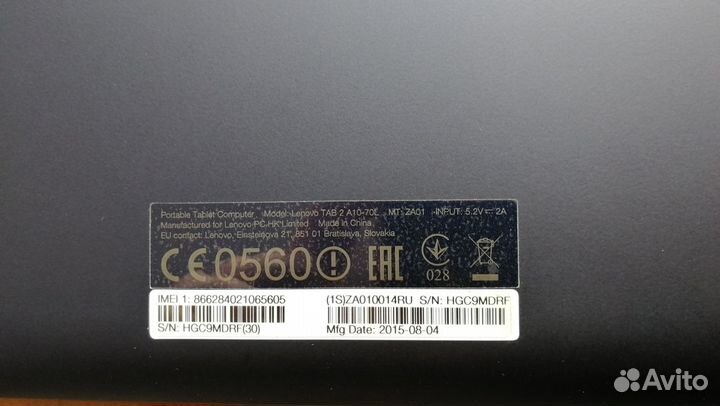 Portable Tablet Computer Model: Lenovo TAB 2 A10-70L MT: ZA01 INPUT: 5.2V⎓ 2A
Manufactured for Lenovo PC HK Limited Made in China
EU contact: Lenovo, Einsteinova 21, 851 01 Bratislava, Slovakia
CE0560 EAC 028
IMEI 1: 866284021065605 (1S)ZA010014RU S/N: HGC9MDRF
S/N: HGC9MDRF(30) Mfg Date: 2015-08-04
Avito